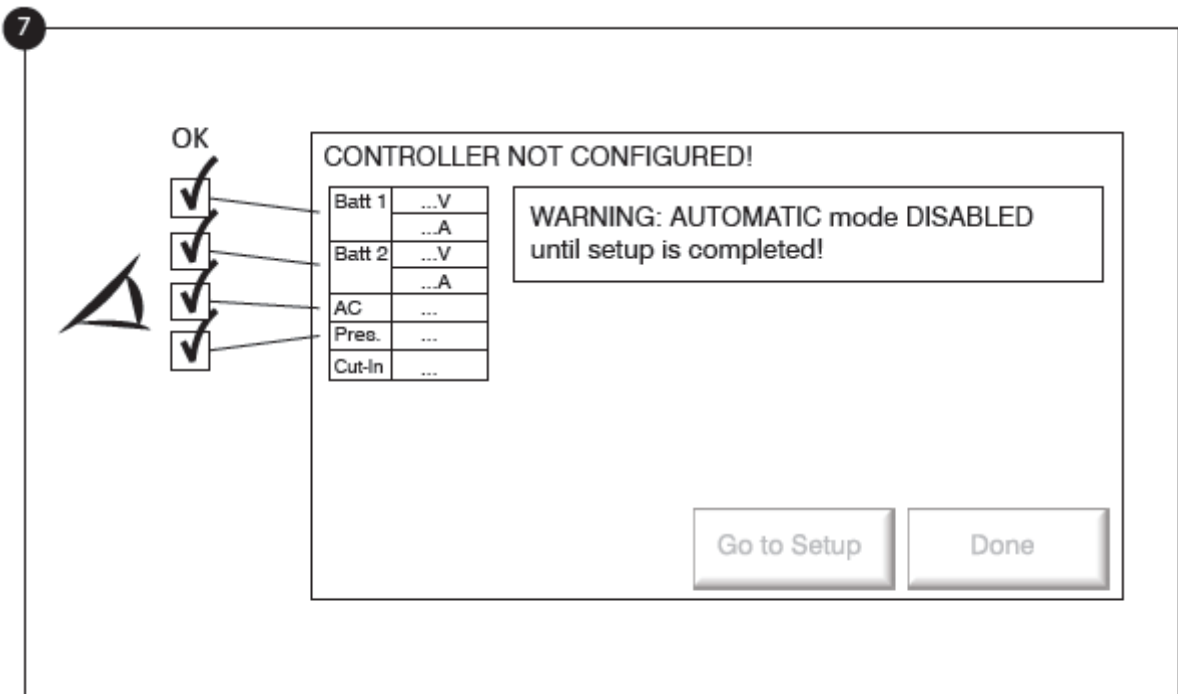 7
OK
CONTROLLER NOT CONFIGURED!
Batt 1 ...V
...A
Batt 2 ...V
...A
AC ...
Pres. ...
Cut-In ...
WARNING: AUTOMATIC mode DISABLED
until setup is completed!
Go to Setup
Done